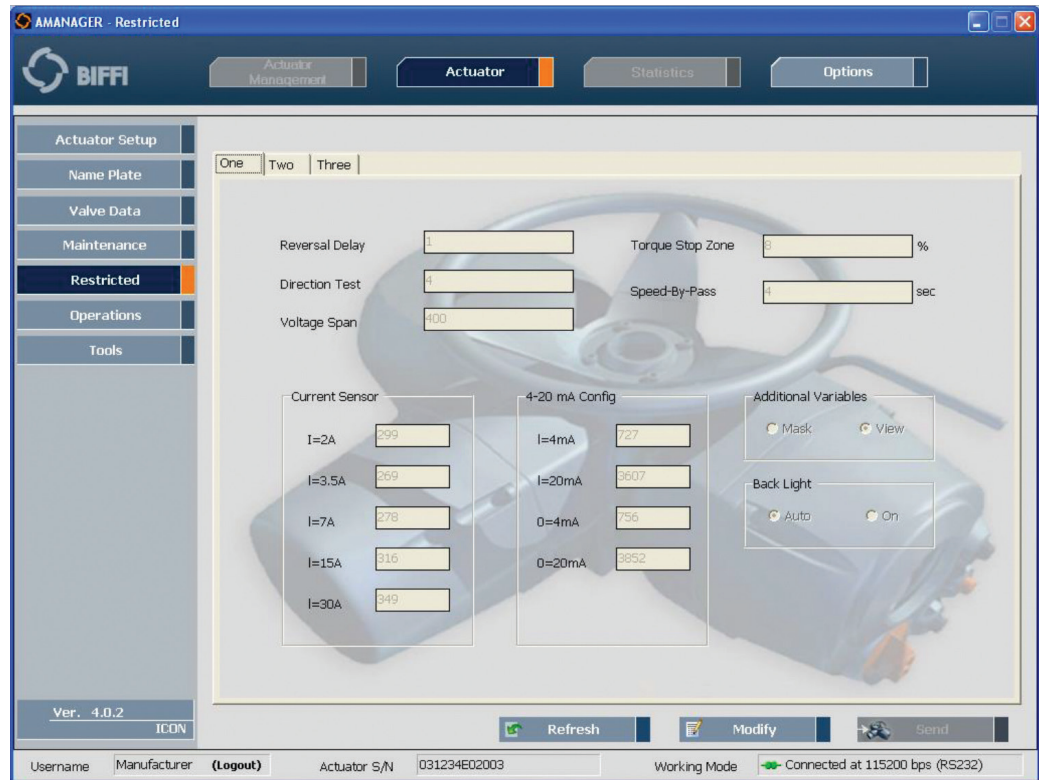 AMANAGER - Restricted
BIFFI
Actuator Management
Actuator
Statistics
Options
Actuator Setup
Name Plate
Valve Data
Maintenance
Restricted
Operations
Tools
One Two Three
Reversal Delay 1
Torque Stop Zone 8 %
Direction Test 4
Speed-By-Pass 4 sec
Voltage Span 400
Current Sensor
I=2A 299
I=3.5A 269
I=7A 278
I=15A 316
I=30A 349
4-20 mA Config
I=4mA 727
I=20mA 3607
0=4mA 756
0=20mA 3852
Additional Variables
Mask View
Back Light
Auto On
Ver. 4.0.2
ICON
Refresh Modify Send
Username Manufacturer (Logout) Actuator S/N 031234E02003 Working Mode Connected at 115200 bps (RS232)